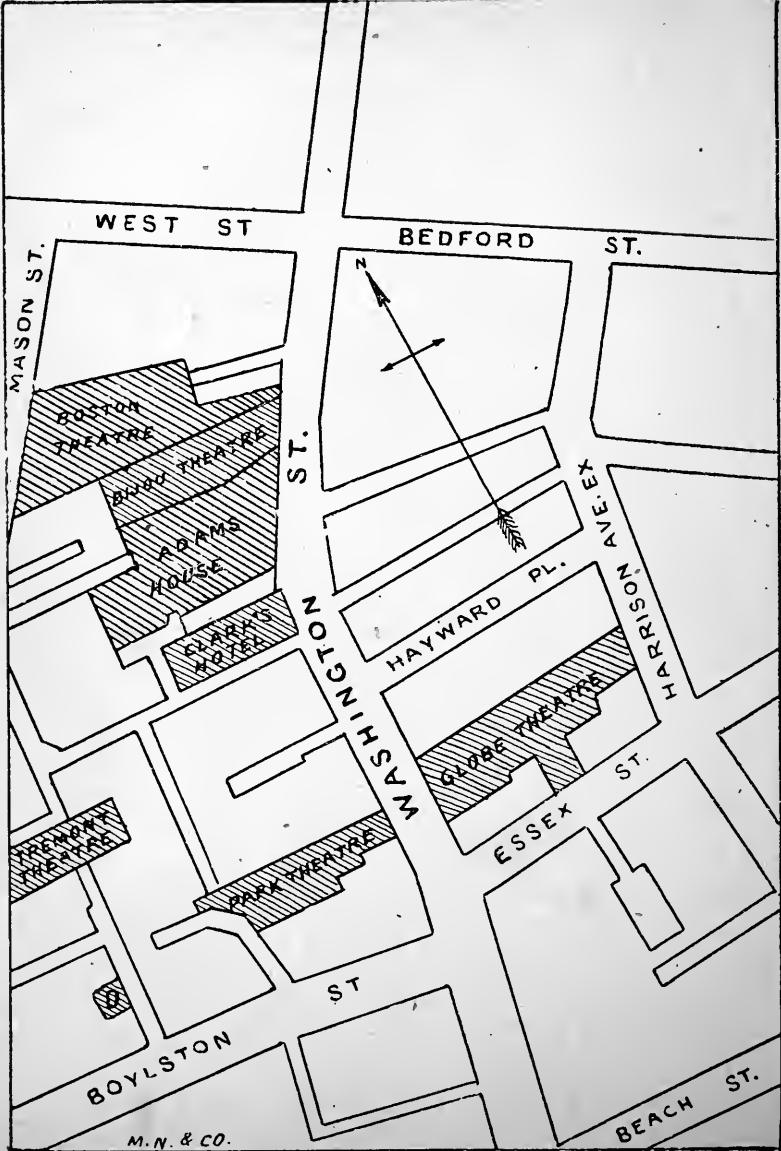 WEST ST
BEDFORD ST.
MASON ST.
N
BOSTON
THEATRE
BIJOU THEATRE
ST.
ADAMS
HOUSE
HARRISON AVE. EX
CLARK'S
HOTEL
WASHINGTON
HAYWARD PL.
GLOBE THEATRE
ESSEX ST.
TREMONT
THEATRE
PARK THEATRE
D
BOYLSTON ST
BEACH ST.
M. N. & CO.